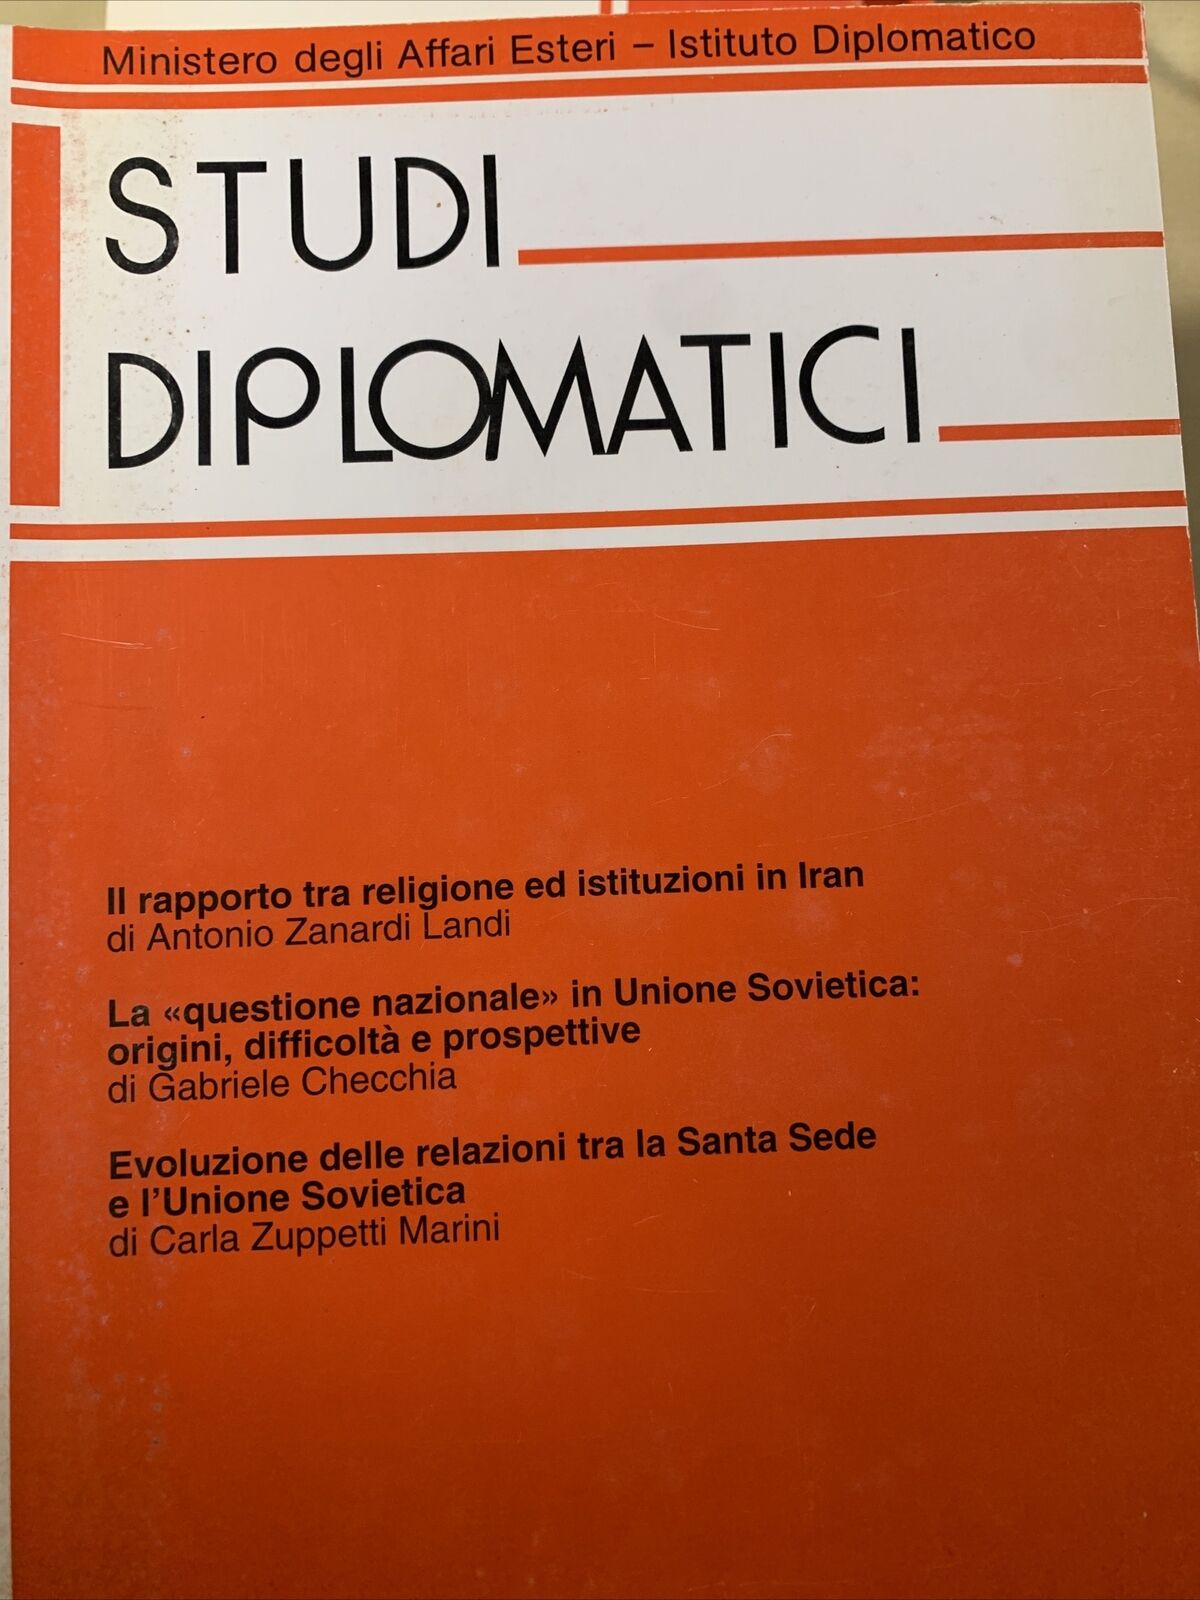 Ministero degli Affari Esteri – Istituto Diplomatico
STUDI
DIPLOMATICI
Il rapporto tra religione ed istituzioni in Iran
di Antonio Zanardi Landi
La «questione nazionale» in Unione Sovietica:
origini, difficoltà e prospettive
di Gabriele Checchia
Evoluzione delle relazioni tra la Santa Sede
e l'Unione Sovietica
di Carla Zuppetti Marini